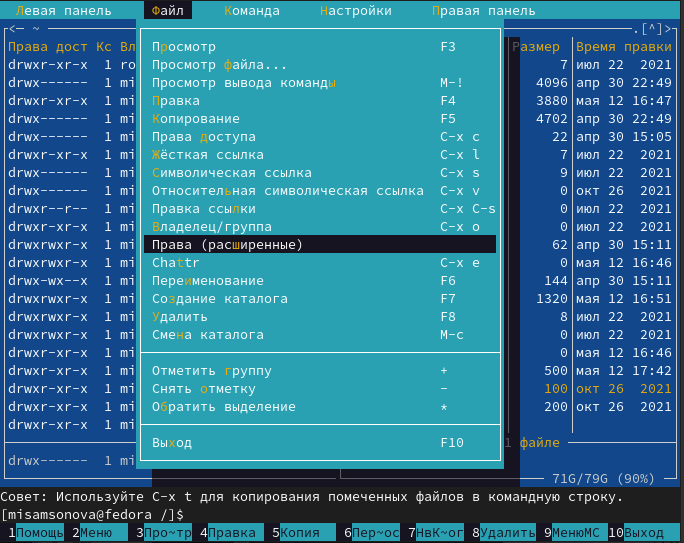 Левая панель Файл Команда Настройки Правая панель
<— ~ .[^]>
Права дост Кс Вл Размер Время правки
drwxr-xr-x 1 ro Просмотр F3 7 июл 22 2021
drwx------ 1 mi Просмотр файла... 4096 апр 30 22:49
drwxr-xr-x 1 mi Просмотр вывода команды M-! 3880 мая 12 16:47
drwx------ 1 mi Правка F4 4702 апр 30 22:49
drwx------ 1 mi Копирование F5 22 апр 30 15:05
drwxr-xr-x 1 mi Права доступа C-x c 7 июл 22 2021
drwx------ 1 mi Жёсткая ссылка C-x l 9 июл 22 2021
drwx------ 1 mi Символическая ссылка C-x s 0 окт 26 2021
drwxr--r-- 1 mi Относительная символическая ссылка C-x v 0 июл 22 2021
drwxr-xr-x 1 mi Правка ссылки C-x C-s 0 июл 22 2021
drwxrwxr-x 1 mi Владелец/группа C-x o 62 апр 30 15:11
drwxrwxr-x 1 mi Права (расширенные) 0 мая 12 16:46
drwx-wx--x 1 mi Chattr C-x e 144 апр 30 15:11
drwxrwxr-x 1 mi Переименование F6 1320 мая 12 16:51
drwxr-xr-x 1 mi Создание каталога F7 8 июл 22 2021
drwxr-xr-x 1 mi Удалить F8 0 июл 22 2021
drwxrwxr-x 1 mi Смена каталога M-c 0 мая 12 16:46
drwxr-xr-x 1 mi Отметить группу + 500 мая 12 17:42
drwxr-xr-x 1 mi Снять отметку - 100 окт 26 2021
drwxr-xr-x 1 mi Обратить выделение * 200 окт 26 2021
Выход F10 1 файле
drwx------ 1 mi
71G/79G (90%)
Совет: Используйте C-x t для копирования помеченных файлов в командную строку.
[misamsonova@fedora /]$
1Помощь 2Меню 3Про~тр 4Правка 5Копия 6Пер~ос 7НвК~ог 8Удалить 9МенюMC 10Выход